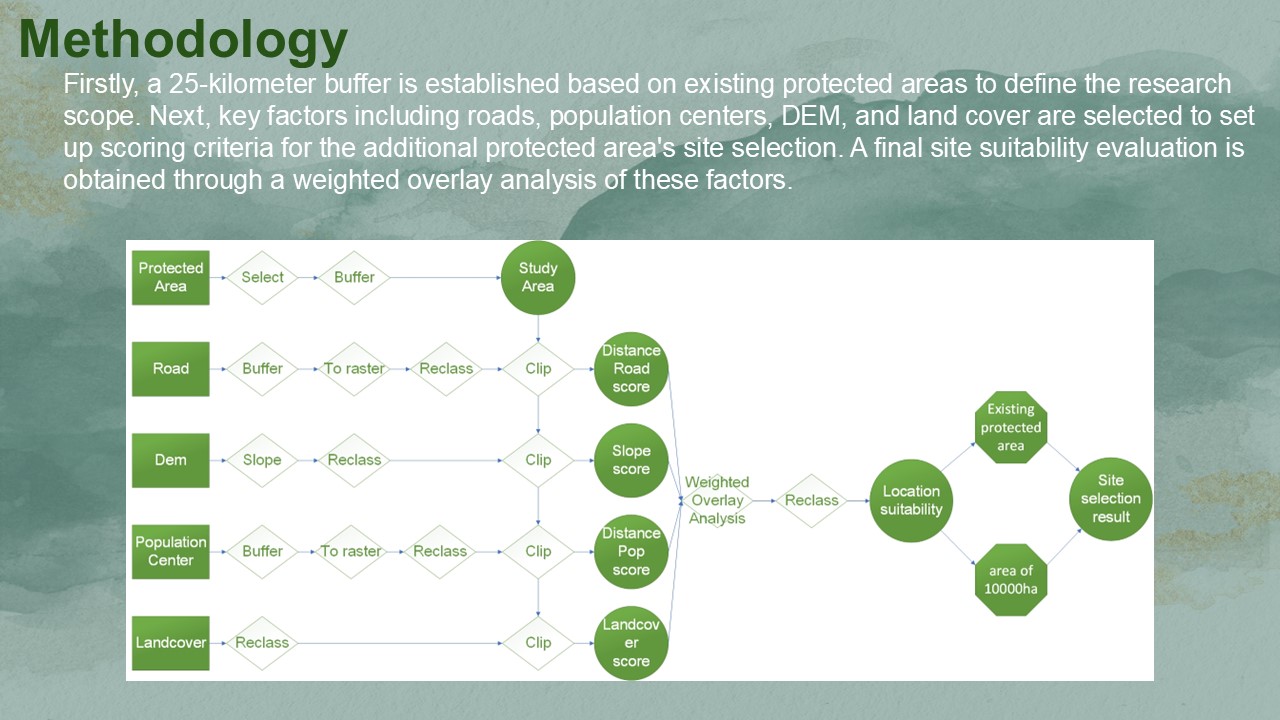 Methodology
Firstly, a 25-kilometer buffer is established based on existing protected areas to define the research
scope. Next, key factors including roads, population centers, DEM, and land cover are selected to set
up scoring criteria for the additional protected area's site selection. A final site suitability evaluation is
obtained through a weighted overlay analysis of these factors.
Protected
Area
Select
Buffer
Study
Area
Road
Buffer
To raster
Reclass
Clip
Distance
Road
score
Dem
Slope
Reclass
Clip
Slope
score
Population
Center
Buffer
To raster
Reclass
Clip
Distance
Pop
score
Landcover
Reclass
Clip
Landcov
er
score
Weighted
Overlay
Analysis
Reclass
Location
suitability
Existing
protected
area
area of
10000ha
Site
selection
result